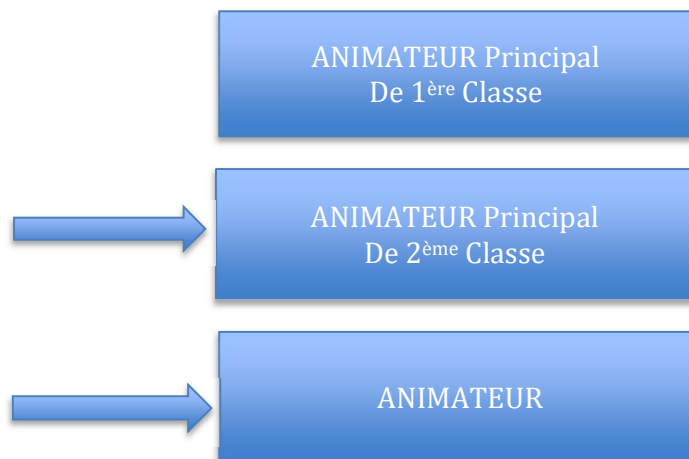 ANIMATEUR Principal
De 1ère Classe
ANIMATEUR Principal
De 2ème Classe
ANIMATEUR